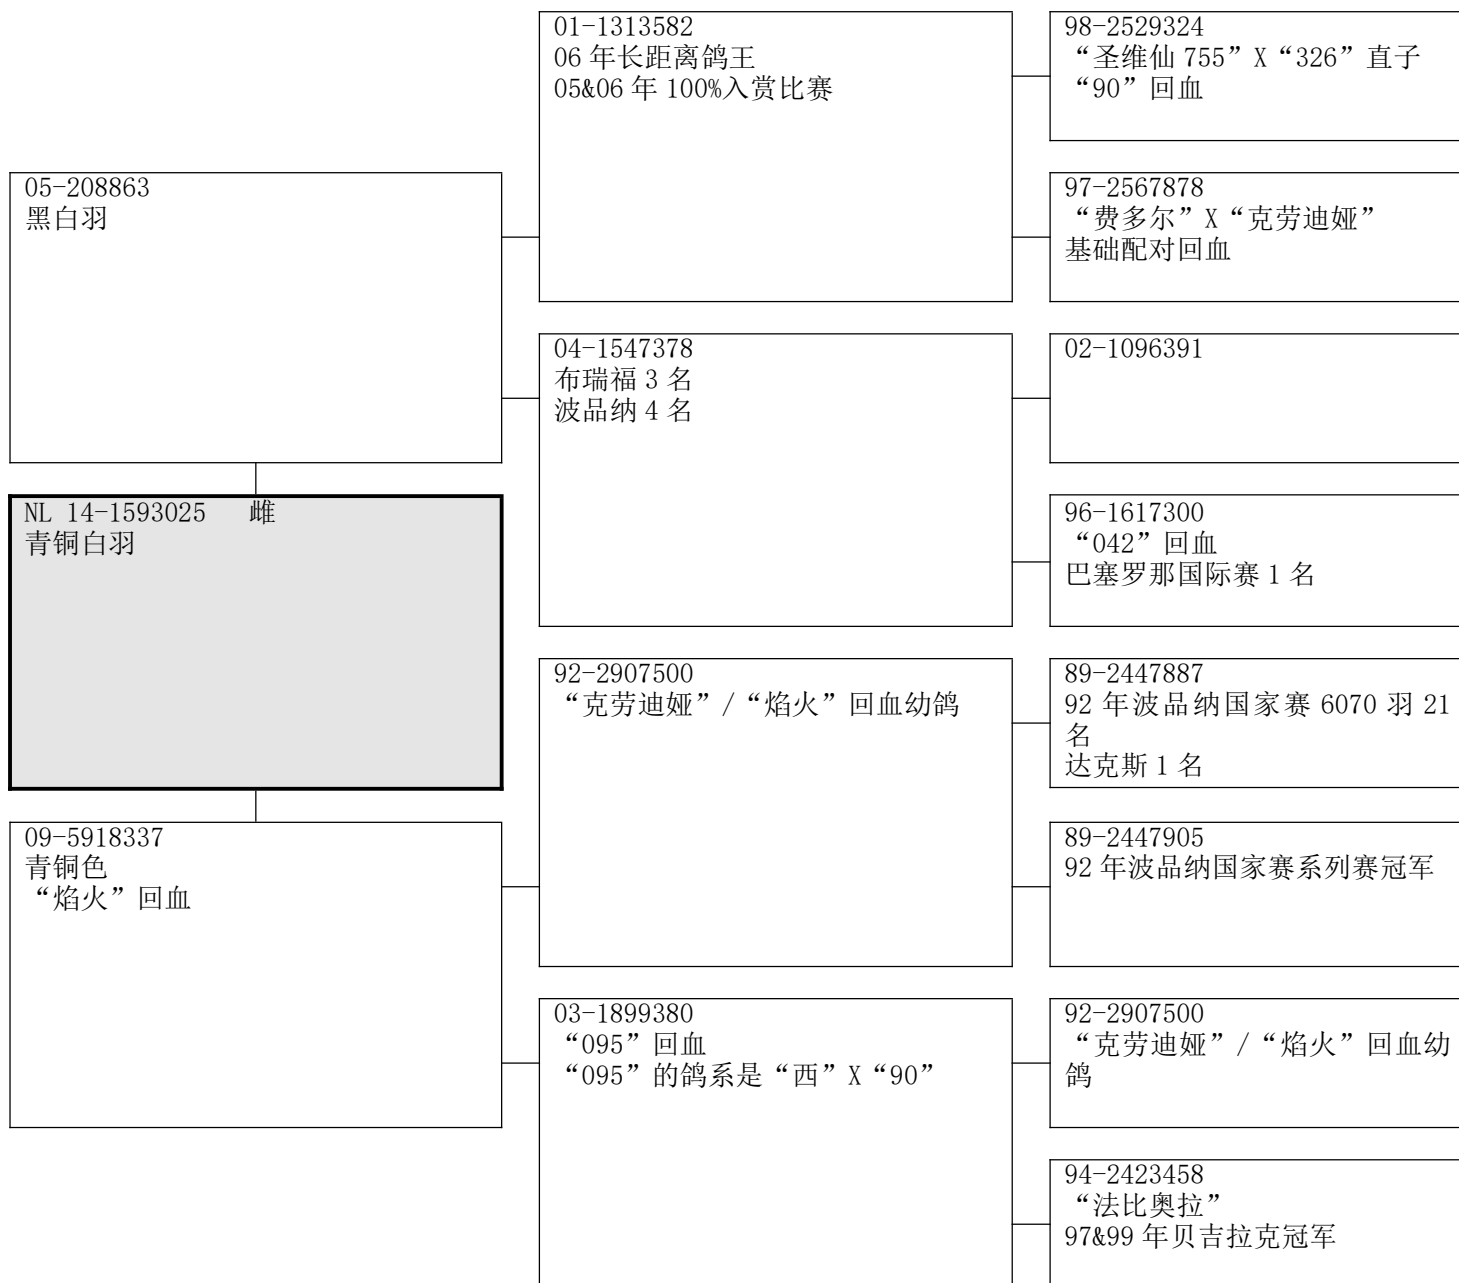 01-1313582
06 年长距离鸽王
05&06 年 100%入赏比赛
98-2529324
“圣维仙 755” X “326” 直子
“90” 回血
05-208863
黑白羽
97-2567878
“费多尔” X “克劳迪娅”
基础配对回血
04-1547378
布瑞福 3 名
波品纳 4 名
02-1096391
NL 14-1593025 雌
青铜白羽
96-1617300
“042” 回血
巴塞罗那国际赛 1 名
92-2907500
“克劳迪娅” / “焰火” 回血幼鸽
89-2447887
92 年波品纳国家赛 6070 羽 21
名
达克斯 1 名
09-5918337
青铜色
“焰火” 回血
89-2447905
92 年波品纳国家赛系列赛冠军
03-1899380
“095” 回血
“095” 的鸽系是 “西” X “90”
92-2907500
“克劳迪娅” / “焰火” 回血幼
鸽
94-2423458
“法比奥拉”
97&99 年贝吉拉克冠军